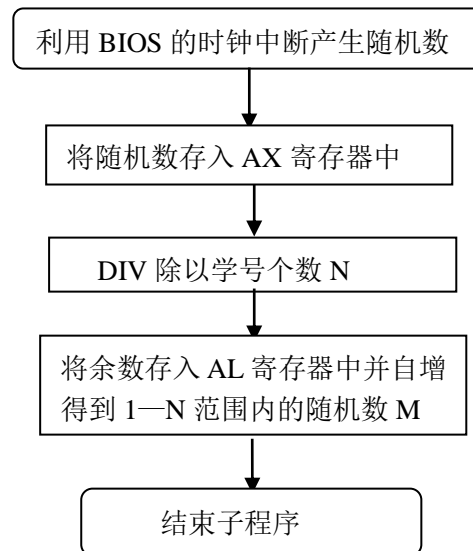 利用 BIOS 的时钟中断产生随机数
将随机数存入 AX 寄存器中
DIV 除以学号个数 N
将余数存入 AL 寄存器中并自增
得到 1—N 范围内的随机数 M
结束子程序